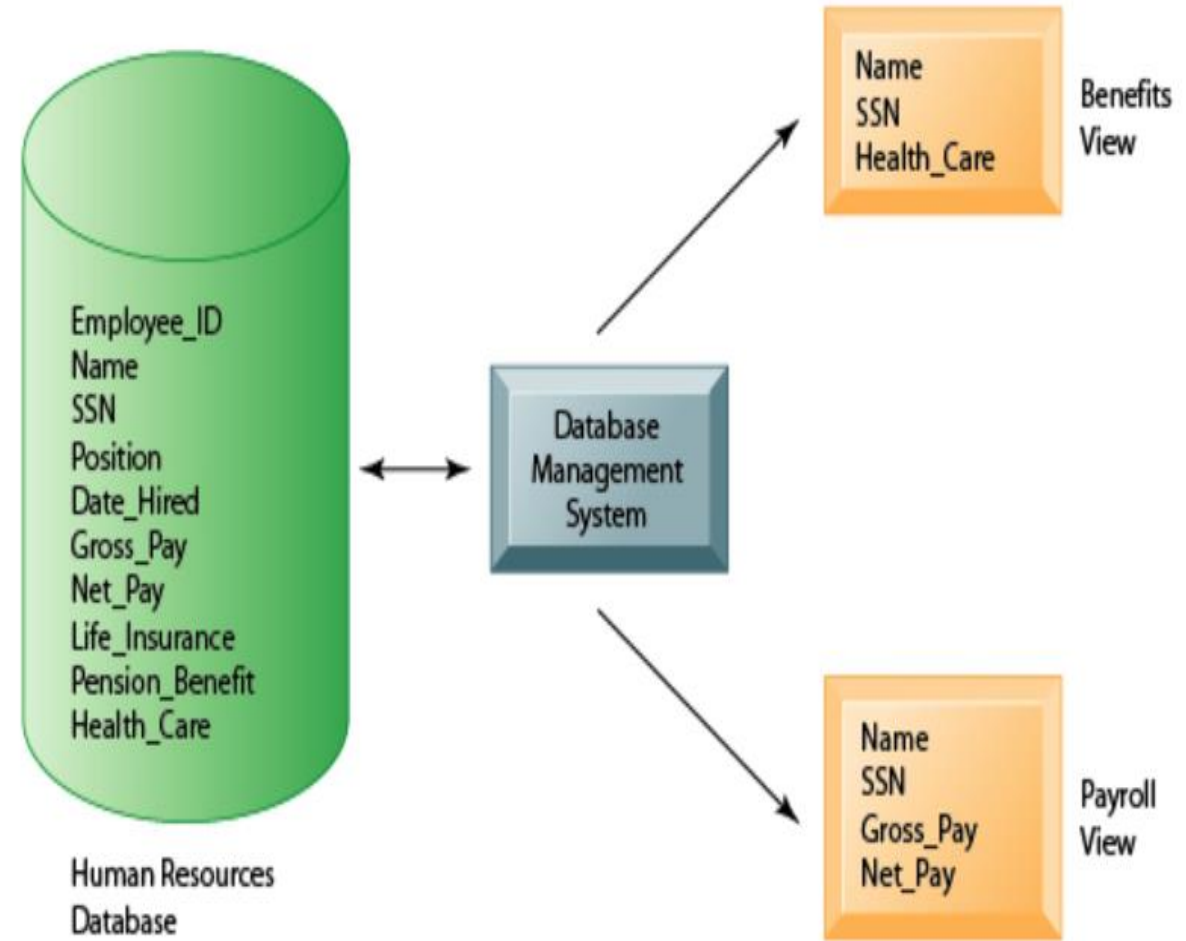 Employee_ID
Name
SSN
Position
Date_Hired
Gross_Pay
Net_Pay
Life_Insurance
Pension_Benefit
Health_Care
Human Resources
Database
Database
Management
System
Name
SSN
Health_Care
Benefits
View
Name
SSN
Gross_Pay
Net_Pay
Payroll
View